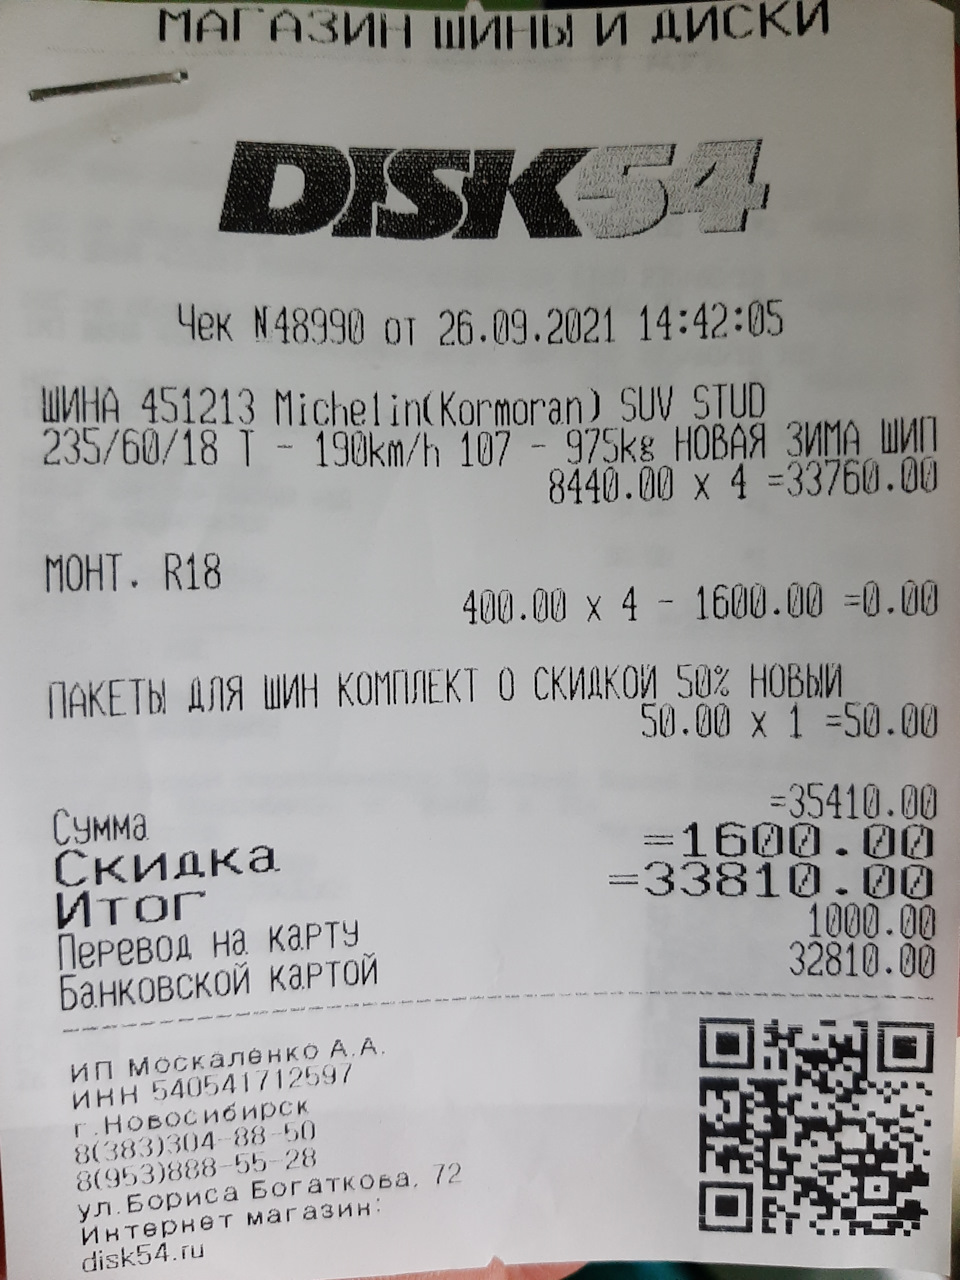 МАГАЗИН ШИНЫ И ДИСКИ
DISK54
Чек N48990 от 26.09.2021 14:42:05
ШИНА 451213 Michelin(Kormoran) SUV STUD
235/60/18 T - 190km/h 107 - 975kg НОВАЯ ЗИМА ШИП
8440.00 x 4 =33760.00
МОНТ. R18
400.00 x 4 - 1600.00 =0.00
ПАКЕТЫ ДЛЯ ШИН КОМПЛЕКТ О СКИДКОЙ 50% НОВЫЙ
50.00 x 1 =50.00
Сумма =35410.00
Скидка =1600.00
Итог =33810.00
Перевод на карту 1000.00
Банковской картой 32810.00
ИП Москаленко А.А.
ИНН 540541712597
г.Новосибирск
8(383)304-88-50
8(953)888-55-28
ул.Бориса Богаткова, 72
Интернет магазин:
disk54.ru